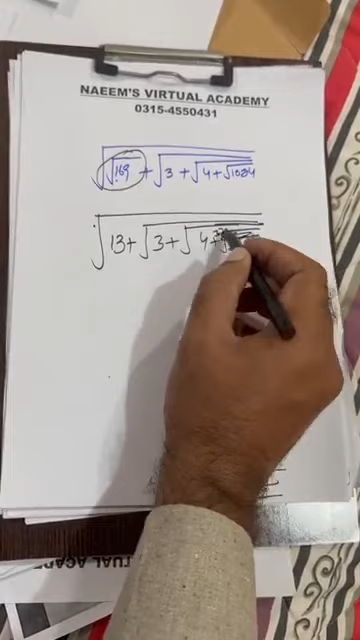 NAEEM'S VIRTUAL ACADEMY
0315-4550431
√(√169 + √(3 + √(4 + √1024)))
√(13 + √(3 + √(4 +